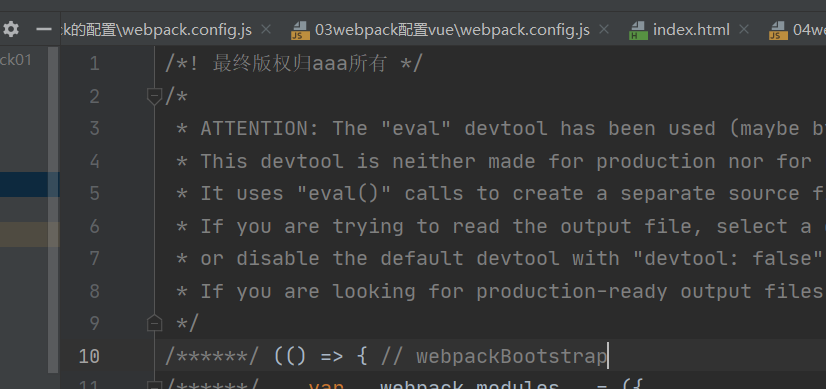 ck的配置\webpack.config.js
03webpack配置vue\webpack.config.js
index.html
ck01
1 /*! 最终版权归aaa所有 */
2 /*
3 * ATTENTION: The "eval" devtool has been used (maybe b
4 * This devtool is neither made for production nor for
5 * It uses "eval()" calls to create a separate source f
6 * If you are trying to read the output file, select a
7 * or disable the default devtool with "devtool: false"
8 * If you are looking for production-ready output files
9 */
10 /******/ (() => { // webpackBootstrap
11 /******/ var __webpack_modules__ = ({